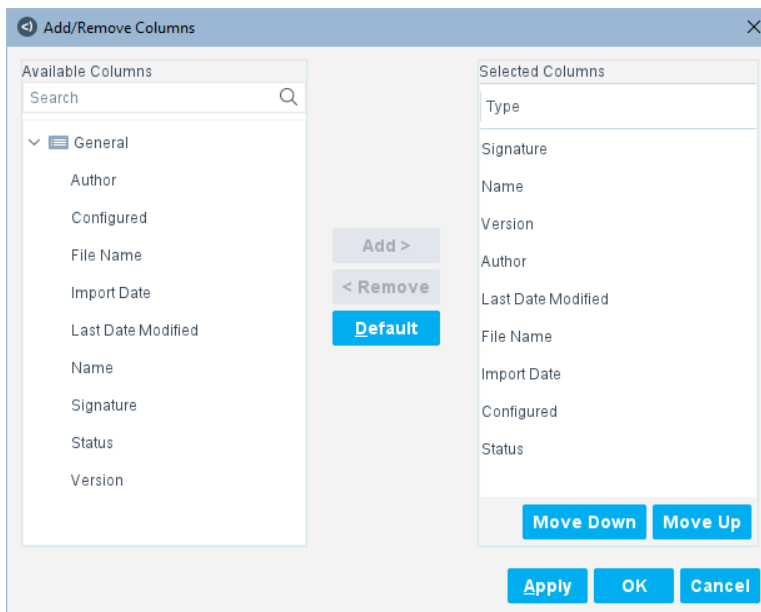 Add/Remove Columns
Available Columns
Search
General
Author
Configured
File Name
Import Date
Last Date Modified
Name
Signature
Status
Version
Add >
< Remove
Default
Selected Columns
Type
Signature
Name
Version
Author
Last Date Modified
File Name
Import Date
Configured
Status
Move Down
Move Up
Apply
OK
Cancel